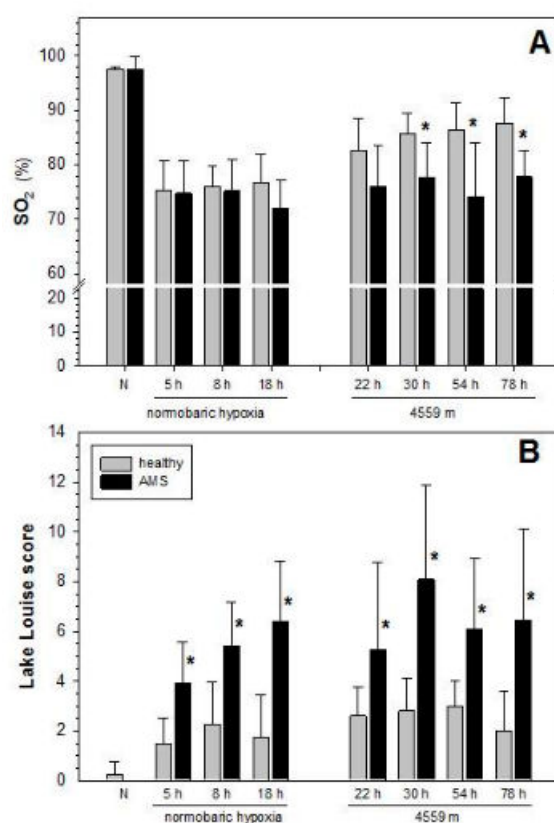 A
SO2 (%)
100
90
80
70
60
20
10
0
N 5 h 8 h 18 h 22 h 30 h 54 h 78 h
normobaric hypoxia 4559 m
* * *
B
healthy
AMS
Lake Louise score
14
12
10
8
6
4
2
0
* * * * * * *
N 5 h 8 h 18 h 22 h 30 h 54 h 78 h
normobaric hypoxia 4559 m